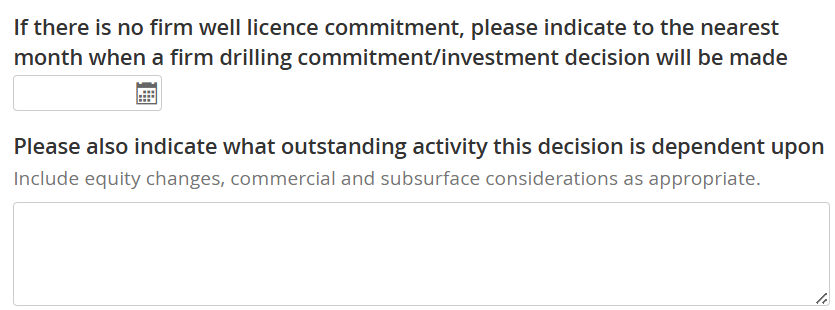 If there is no firm well licence commitment, please indicate to the nearest
month when a firm drilling commitment/investment decision will be made
Please also indicate what outstanding activity this decision is dependent upon
Include equity changes, commercial and subsurface considerations as appropriate.